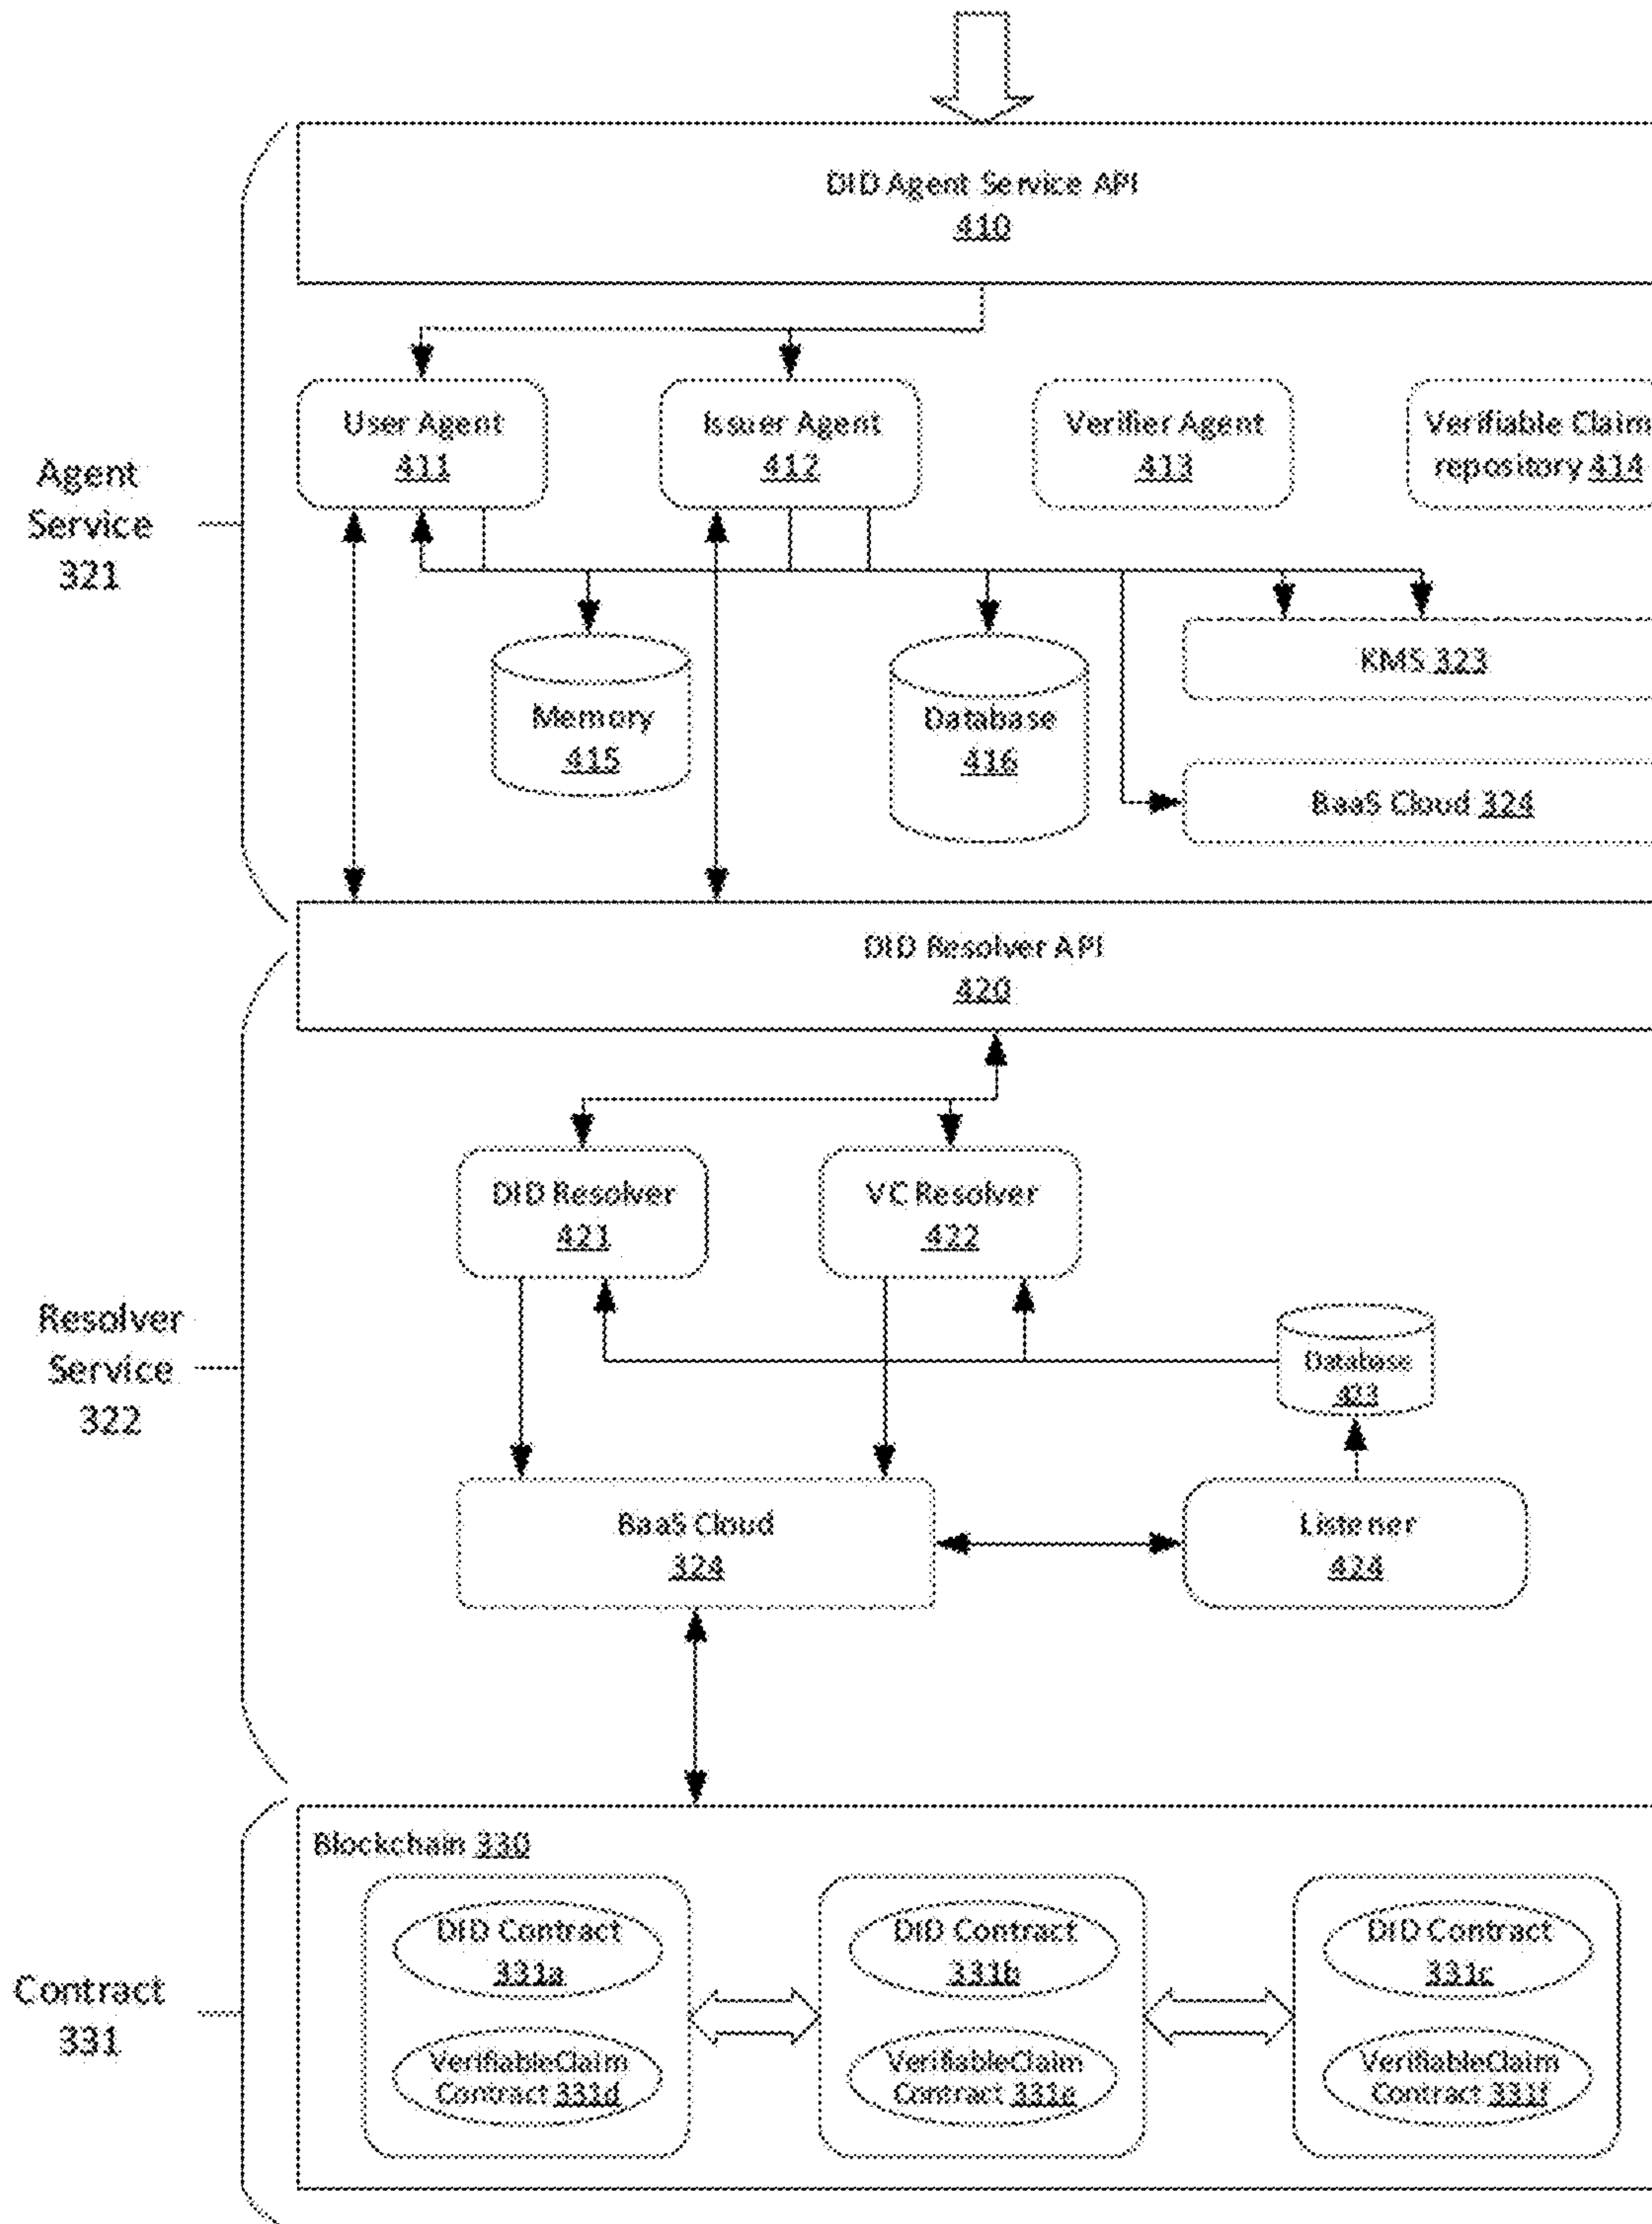 DID Agent Service API
410
Agent
Service
321
User Agent
411
Issuer Agent
412
Verifier Agent
413
Verifiable Claim
repository 414
Memory
415
Database
416
KMS 323
BaaS Cloud 324
DID Resolver API
420
Resolver
Service
322
DID Resolver
421
VC Resolver
422
Database
433
BaaS Cloud
324
Listener
424
Contract
331
Blockchain 330
DID Contract
331a
VerifiableClaim
Contract 331d
DID Contract
331b
VerifiableClaim
Contract 331e
DID Contract
331c
VerifiableClaim
Contract 331f